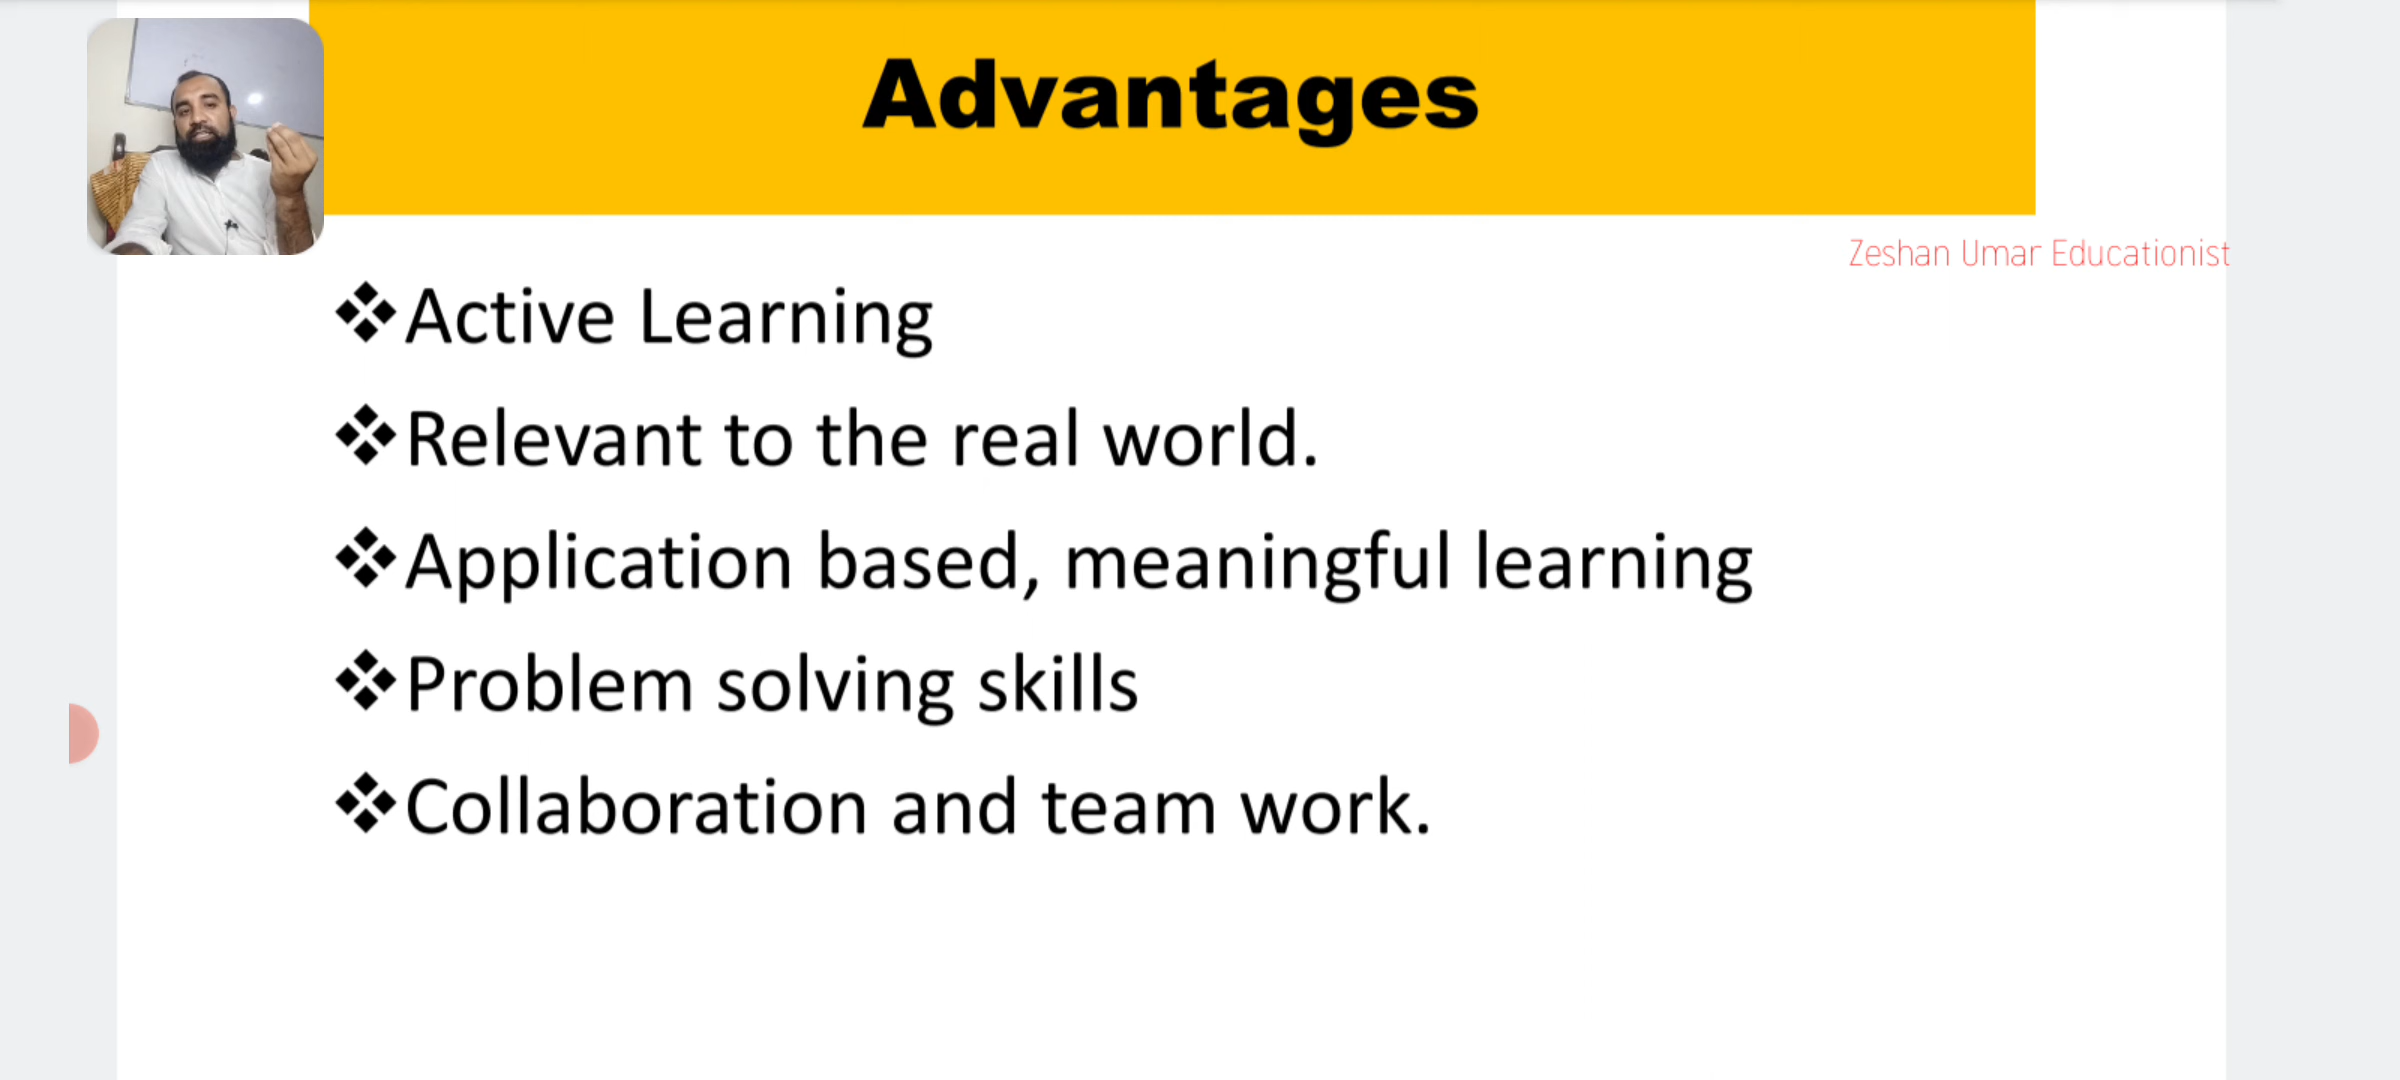 Advantages
Zeshan Umar Educationist
❖Active Learning
❖Relevant to the real world.
❖Application based, meaningful learning
❖Problem solving skills
❖Collaboration and team work.